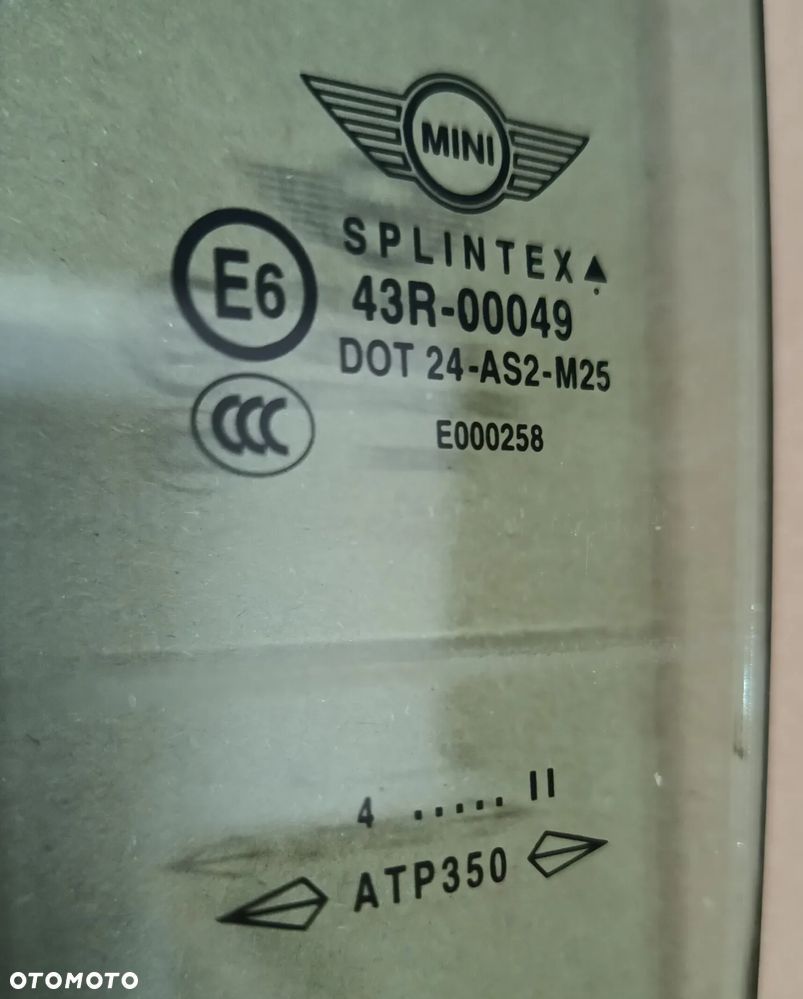 MINI
SPLINTEX
E6
43R-00049
DOT 24-AS2-M25
CCC
E000258
4 ..... II
ATP350
OTOMOTO